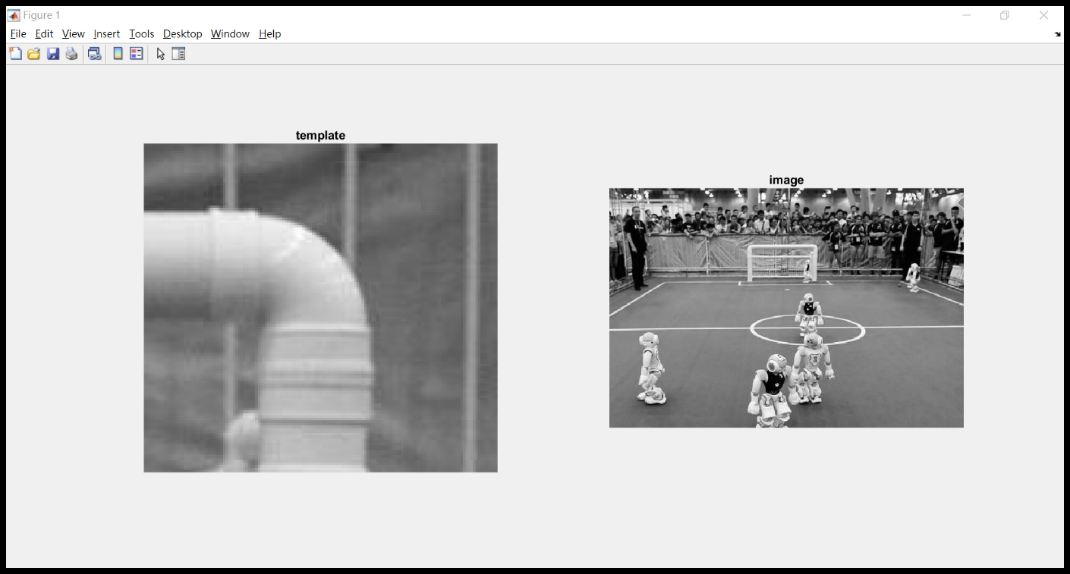 Figure 1
File Edit View Insert Tools Desktop Window Help
template
image